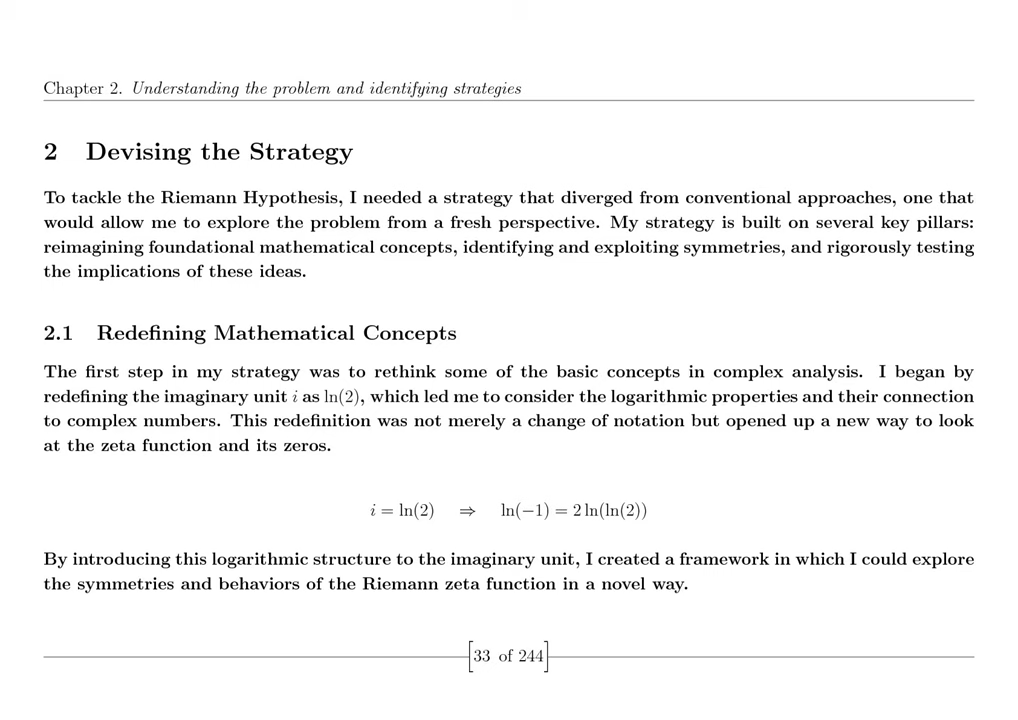 Chapter 2. Understanding the problem and identifying strategies
2 Devising the Strategy
To tackle the Riemann Hypothesis, I needed a strategy that diverged from conventional approaches, one that
would allow me to explore the problem from a fresh perspective. My strategy is built on several key pillars:
reimagining foundational mathematical concepts, identifying and exploiting symmetries, and rigorously testing
the implications of these ideas.
2.1 Redefining Mathematical Concepts
The first step in my strategy was to rethink some of the basic concepts in complex analysis. I began by
redefining the imaginary unit i as ln(2), which led me to consider the logarithmic properties and their connection
to complex numbers. This redefinition was not merely a change of notation but opened up a new way to look
at the zeta function and its zeros.
i = ln(2) ⇒ ln(−1) = 2 ln(ln(2))
By introducing this logarithmic structure to the imaginary unit, I created a framework in which I could explore
the symmetries and behaviors of the Riemann zeta function in a novel way.
[33 of 244]